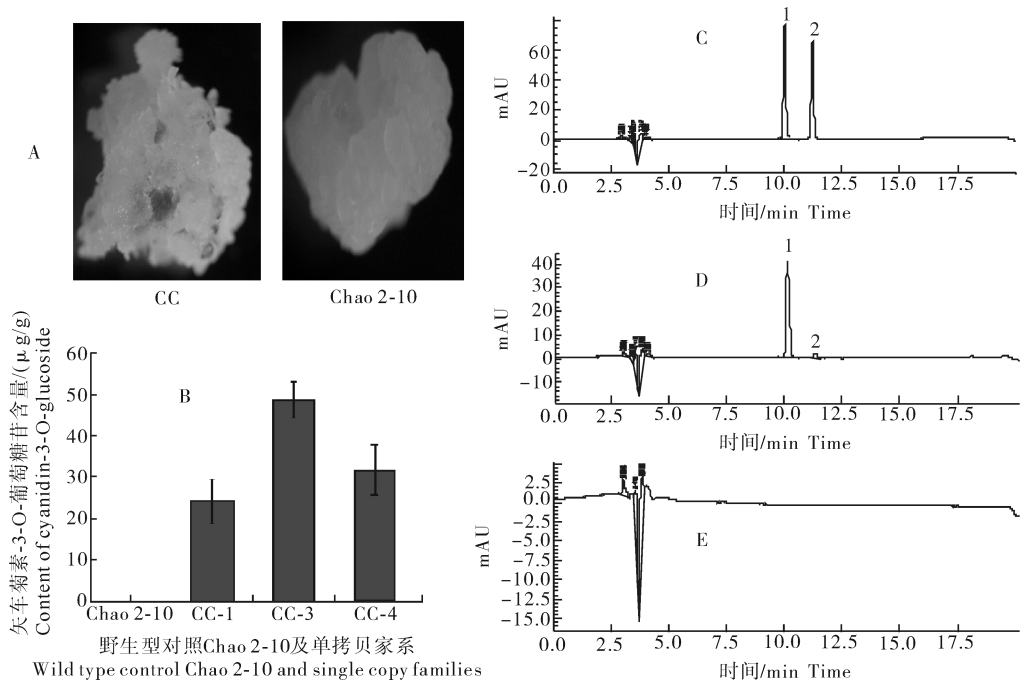 A
CC
Chao 2-10
矢车菊素-3-O-葡萄糖苷含量/(μg/g)
Content of cyanidin-3-O-glucoside
B
60
50
40
30
20
10
0
Chao 2-10 CC-1 CC-3 CC-4
野生型对照Chao 2-10及单拷贝家系
Wild type control Chao 2-10 and single copy families
C
1
2
mAU
60
40
20
0
-20
0.0 2.5 5.0 7.5 10.0 12.5 15.0 17.5
时间/min Time
D
1
2
mAU
40
30
20
10
0
-10
0.0 2.5 5.0 7.5 10.0 12.5 15.0 17.5
时间/min Time
E
mAU
2.5
0.0
-2.5
-5.0
-7.5
-10.0
-12.5
-15.0
0.0 2.5 5.0 7.5 10.0 12.5 15.0 17.5
时间/min Time